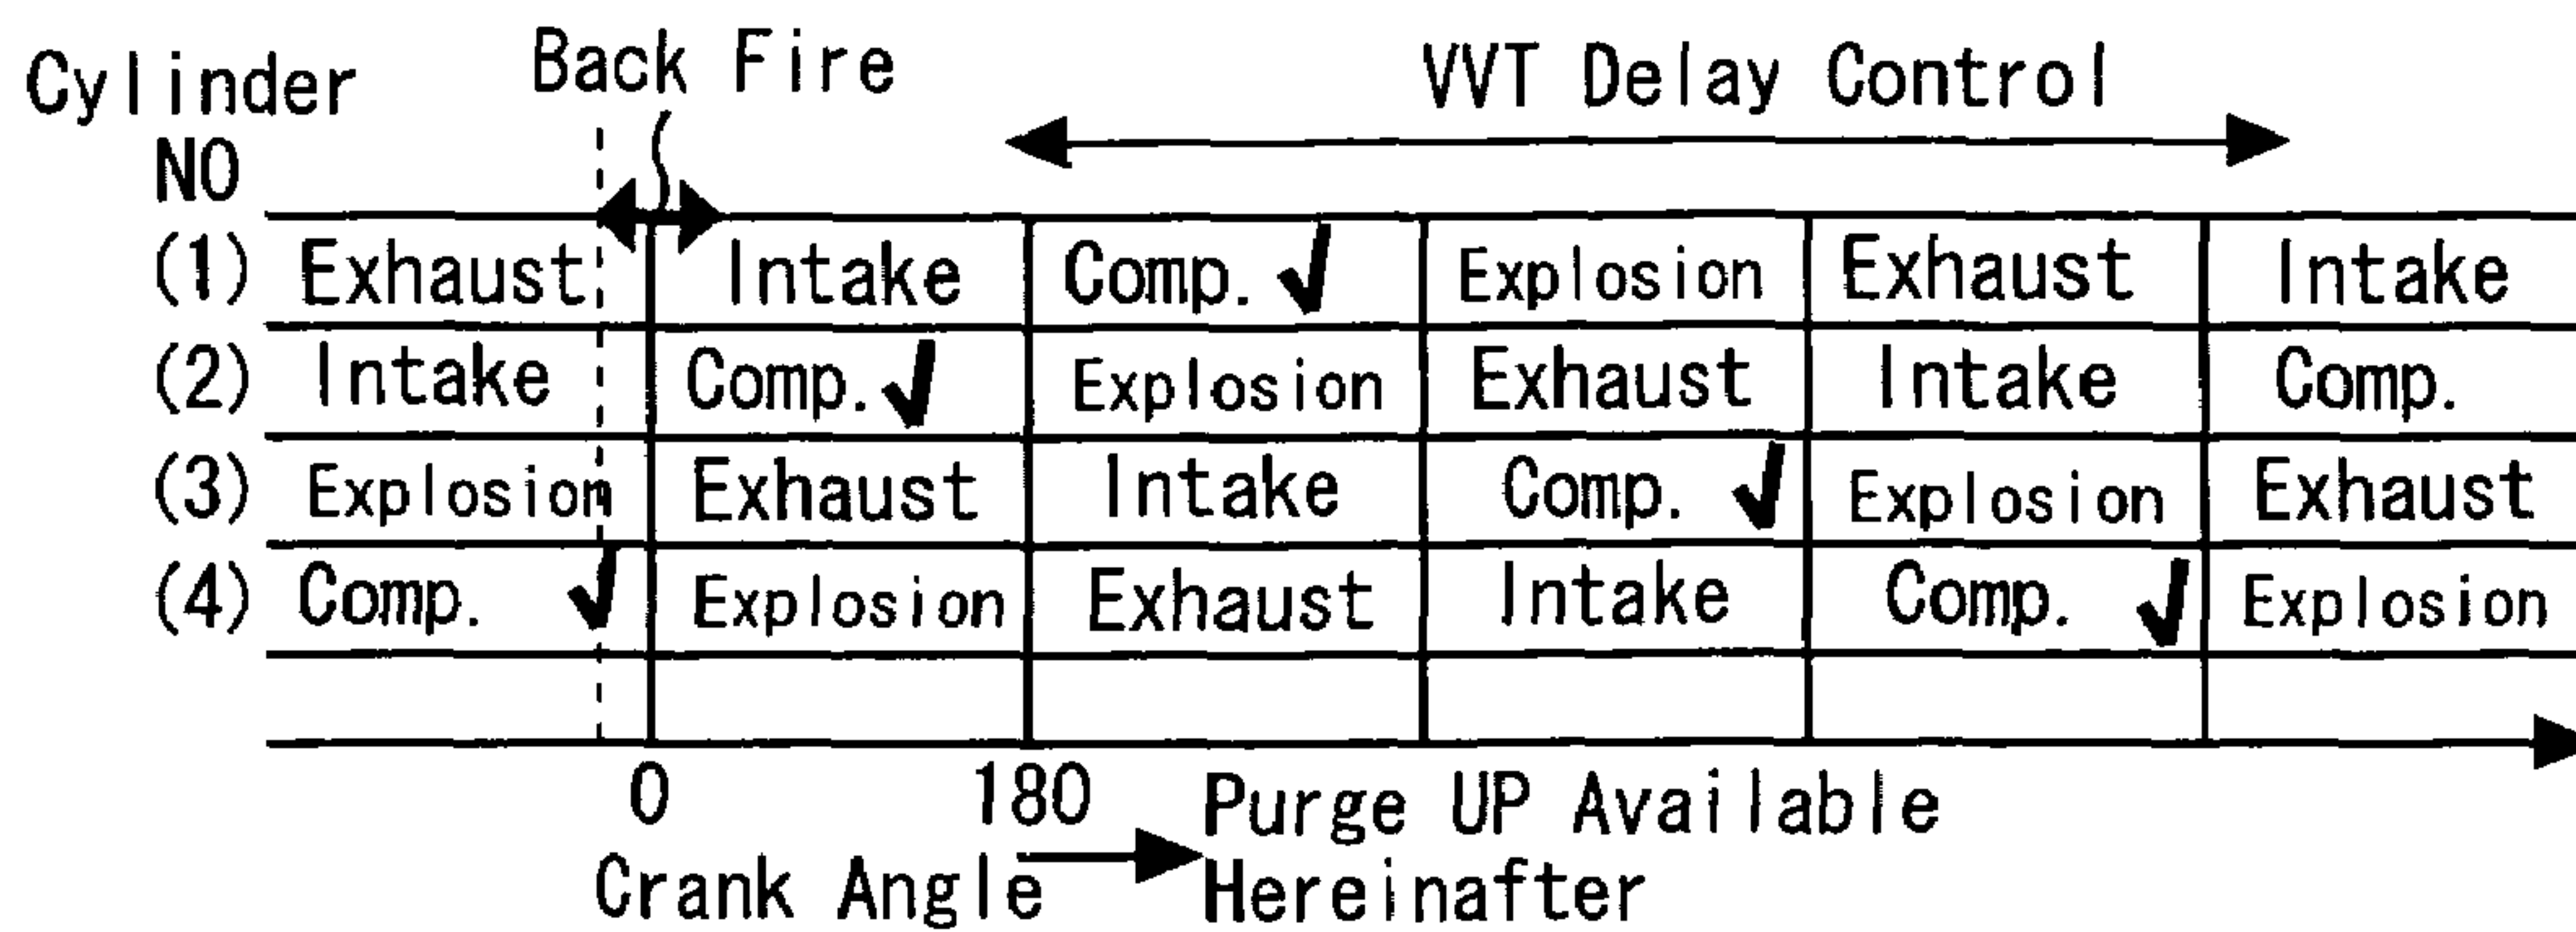 Cylinder NO
Back Fire
VVT Delay Control
(1) Exhaust Intake Comp. Explosion Exhaust Intake
(2) Intake Comp. Explosion Exhaust Intake Comp.
(3) Explosion Exhaust Intake Comp. Explosion Exhaust
(4) Comp. Explosion Exhaust Intake Comp. Explosion
0 180
Crank Angle
Purge UP Available
Hereinafter